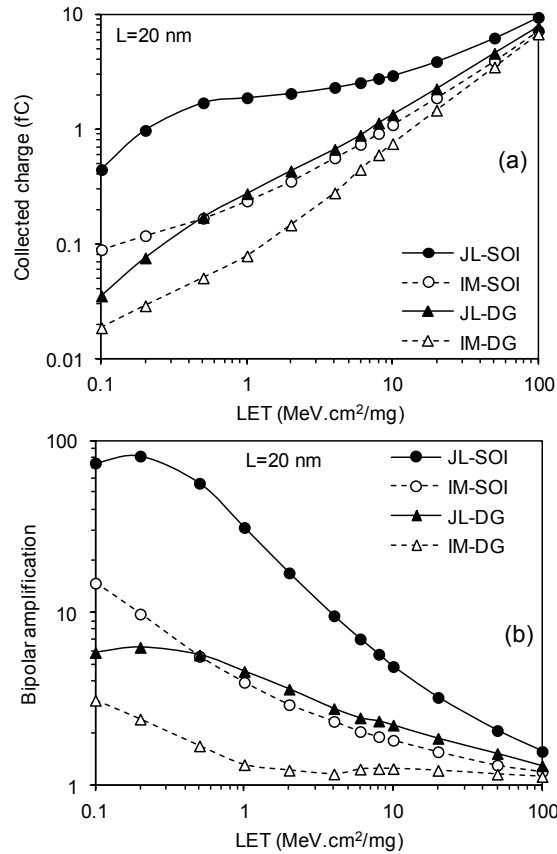 10
L=20 nm
1
Collected charge (fC)
(a)
0.1
JL-SOI
IM-SOI
JL-DG
IM-DG
0.01
0.1 1 10 100
LET (MeV.cm²/mg)
100
L=20 nm
JL-SOI
IM-SOI
JL-DG
IM-DG
Bipolar amplification
10
(b)
1
0.1 1 10 100
LET (MeV.cm²/mg)